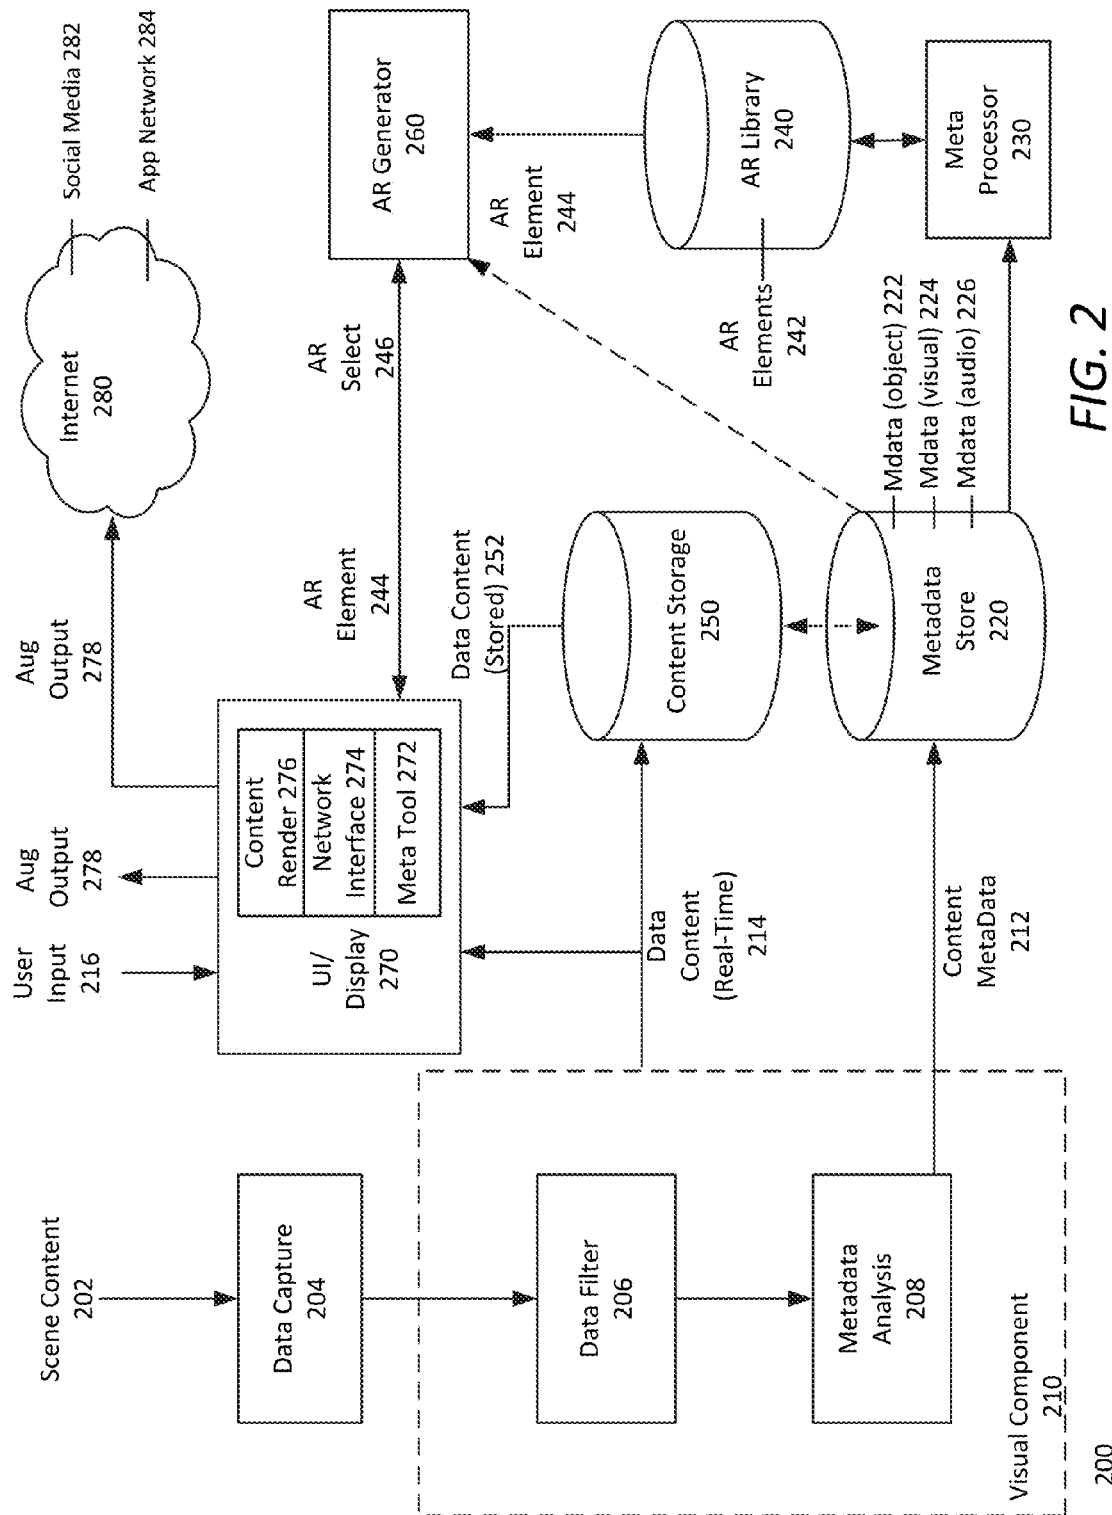 Scene Content
202
Data Capture
204
Data Filter
206
Metadata
Analysis
208
Visual Component
210
200
User
Input
216
Aug
Output
278
Aug
Output
278
UI/
Display
270
Content
Render 276
Network
Interface 274
Meta Tool 272
Data
Content
(Real-Time)
214
Content
MetaData
212
AR
Element
244
AR
Select
246
Data Content
(Stored) 252
Content Storage
250
Metadata
Store
220
Mdata (object) 222
Mdata (visual) 224
Mdata (audio) 226
Internet
280
Social Media 282
App Network 284
AR Generator
260
AR
Element
244
AR Library
240
AR
Elements
242
Meta
Processor
230
FIG. 2